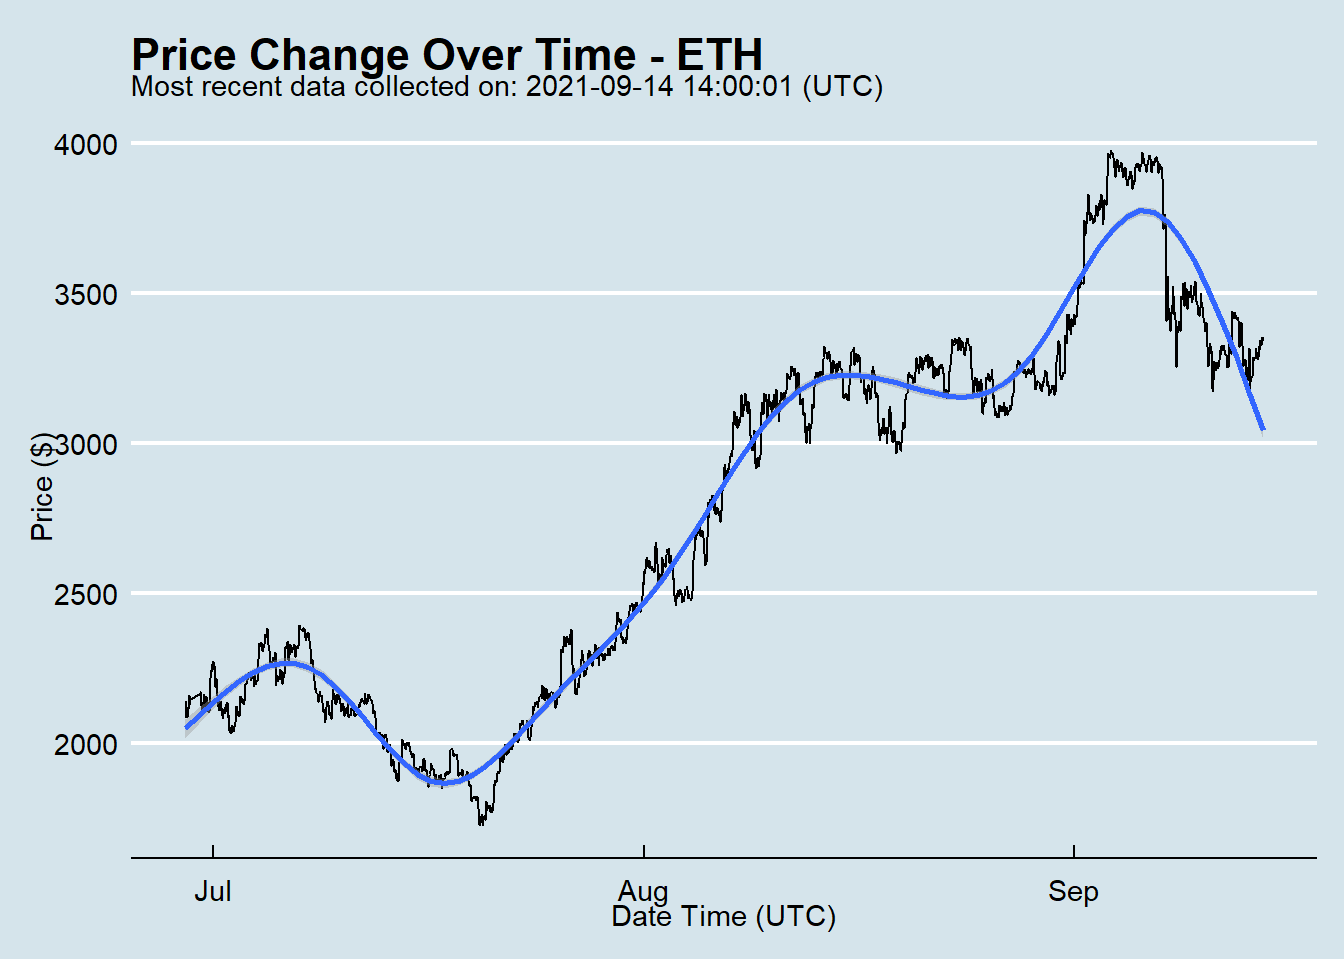 Price Change Over Time - ETH
Most recent data collected on: 2021-09-14 14:00:01 (UTC)
4000
3500
3000
2500
2000
Price ($)
Jul
Aug
Sep
Date Time (UTC)